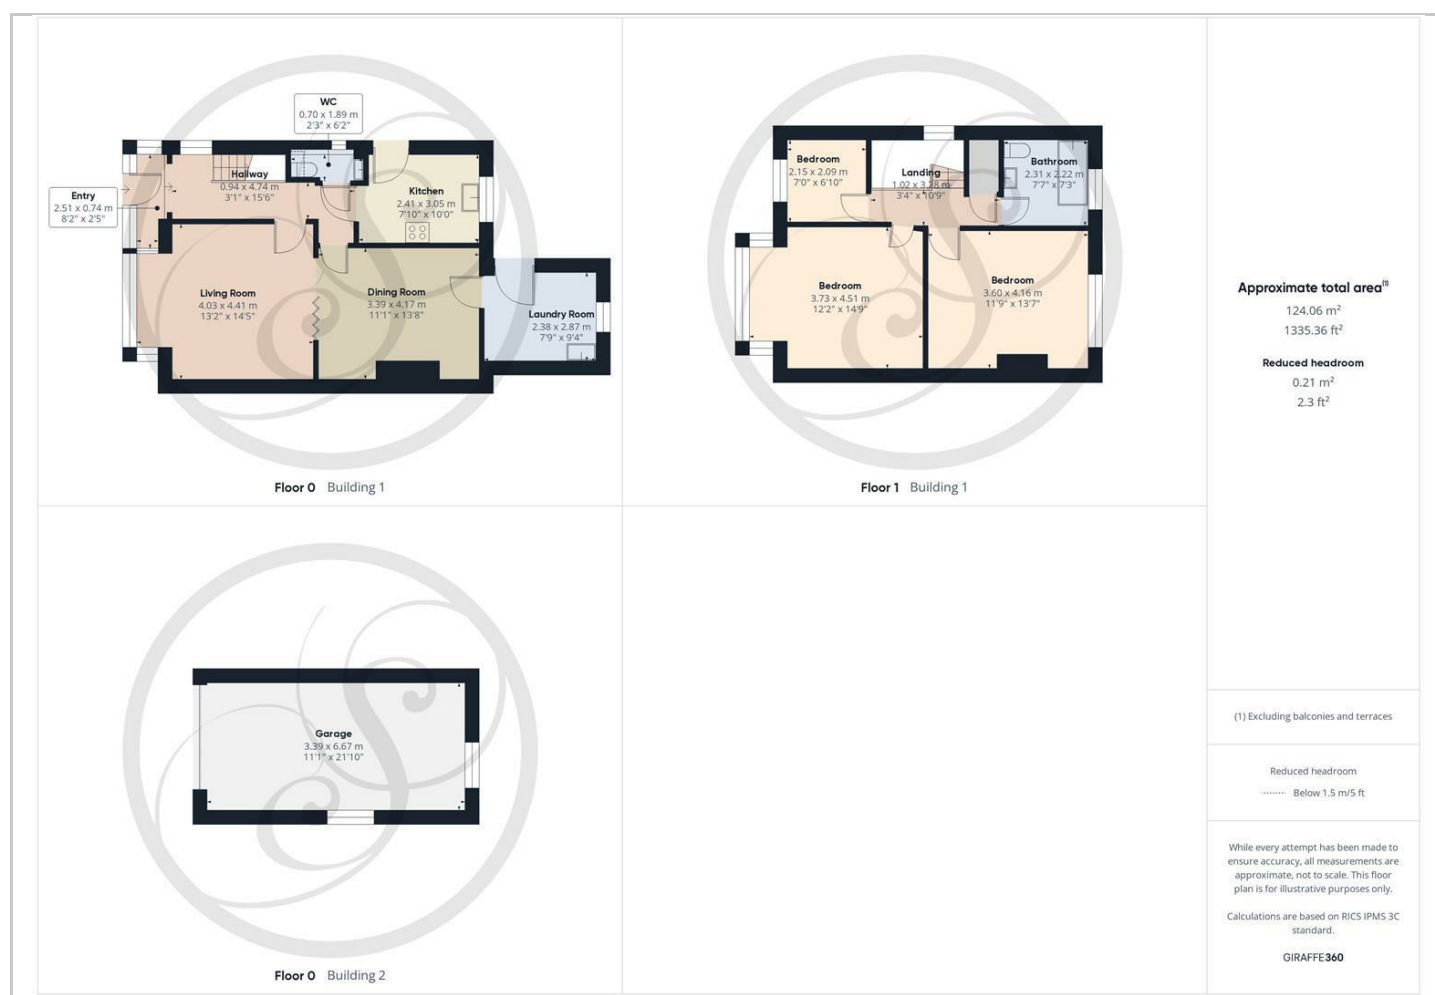 WC
0.70 x 1.89 m
2'3" x 6'2"
Hallway
0.94 x 4.74 m
3'1" x 15'6"
Entry
2.51 x 0.74 m
8'2" x 2'5"
Kitchen
2.41 x 3.05 m
7'10" x 10'0"
Living Room
4.03 x 4.41 m
13'2" x 14'5"
Dining Room
3.39 x 4.17 m
11'1" x 13'8"
Laundry Room
2.38 x 2.87 m
7'9" x 9'4"
Floor 0 Building 1
Bedroom
2.15 x 2.09 m
7'0" x 6'10"
Landing
1.02 x 3.28 m
3'4" x 10'9"
Bathroom
2.31 x 2.22 m
7'7" x 7'3"
Bedroom
3.73 x 4.51 m
12'2" x 14'9"
Bedroom
3.60 x 4.16 m
11'9" x 13'7"
Floor 1 Building 1
Garage
3.39 x 6.67 m
11'1" x 21'10"
Floor 0 Building 2
Approximate total area(1)
124.06 m²
1335.36 ft²
Reduced headroom
0.21 m²
2.3 ft²
(1) Excluding balconies and terraces
Reduced headroom
Below 1.5 m/5 ft
While every attempt has been made to
ensure accuracy, all measurements are
approximate, not to scale. This floor
plan is for illustrative purposes only.
Calculations are based on RICS IPMS 3C
standard.
GIRAFFE360